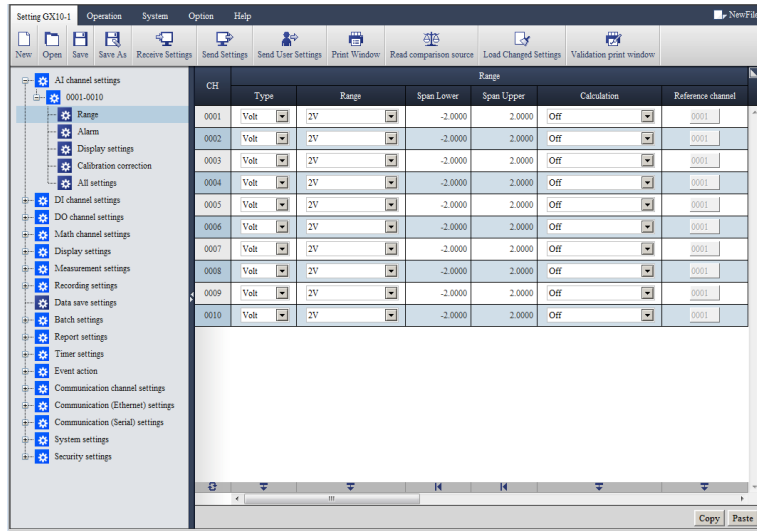 Setting GX10-1 Operation System Option Help NewFile
New Open Save Save As Receive Settings Send Settings Send User Settings Print Window Read comparison source Load Changed Settings Validation print window
AI channel settings
0001-0010
Range
Alarm
Display settings
Calibration correction
All settings
DI channel settings
DO channel settings
Math channel settings
Display settings
Measurement settings
Recording settings
Data save settings
Batch settings
Report settings
Timer settings
Event action
Communication channel settings
Communication (Ethernet) settings
Communication (Serial) settings
System settings
Security settings
CH Range
Type Range Span Lower Span Upper Calculation Reference channel
0001 Volt 2V -2.0000 2.0000 Off 0001
0002 Volt 2V -2.0000 2.0000 Off 0001
0003 Volt 2V -2.0000 2.0000 Off 0001
0004 Volt 2V -2.0000 2.0000 Off 0001
0005 Volt 2V -2.0000 2.0000 Off 0001
0006 Volt 2V -2.0000 2.0000 Off 0001
0007 Volt 2V -2.0000 2.0000 Off 0001
0008 Volt 2V -2.0000 2.0000 Off 0001
0009 Volt 2V -2.0000 2.0000 Off 0001
0010 Volt 2V -2.0000 2.0000 Off 0001
Copy Paste